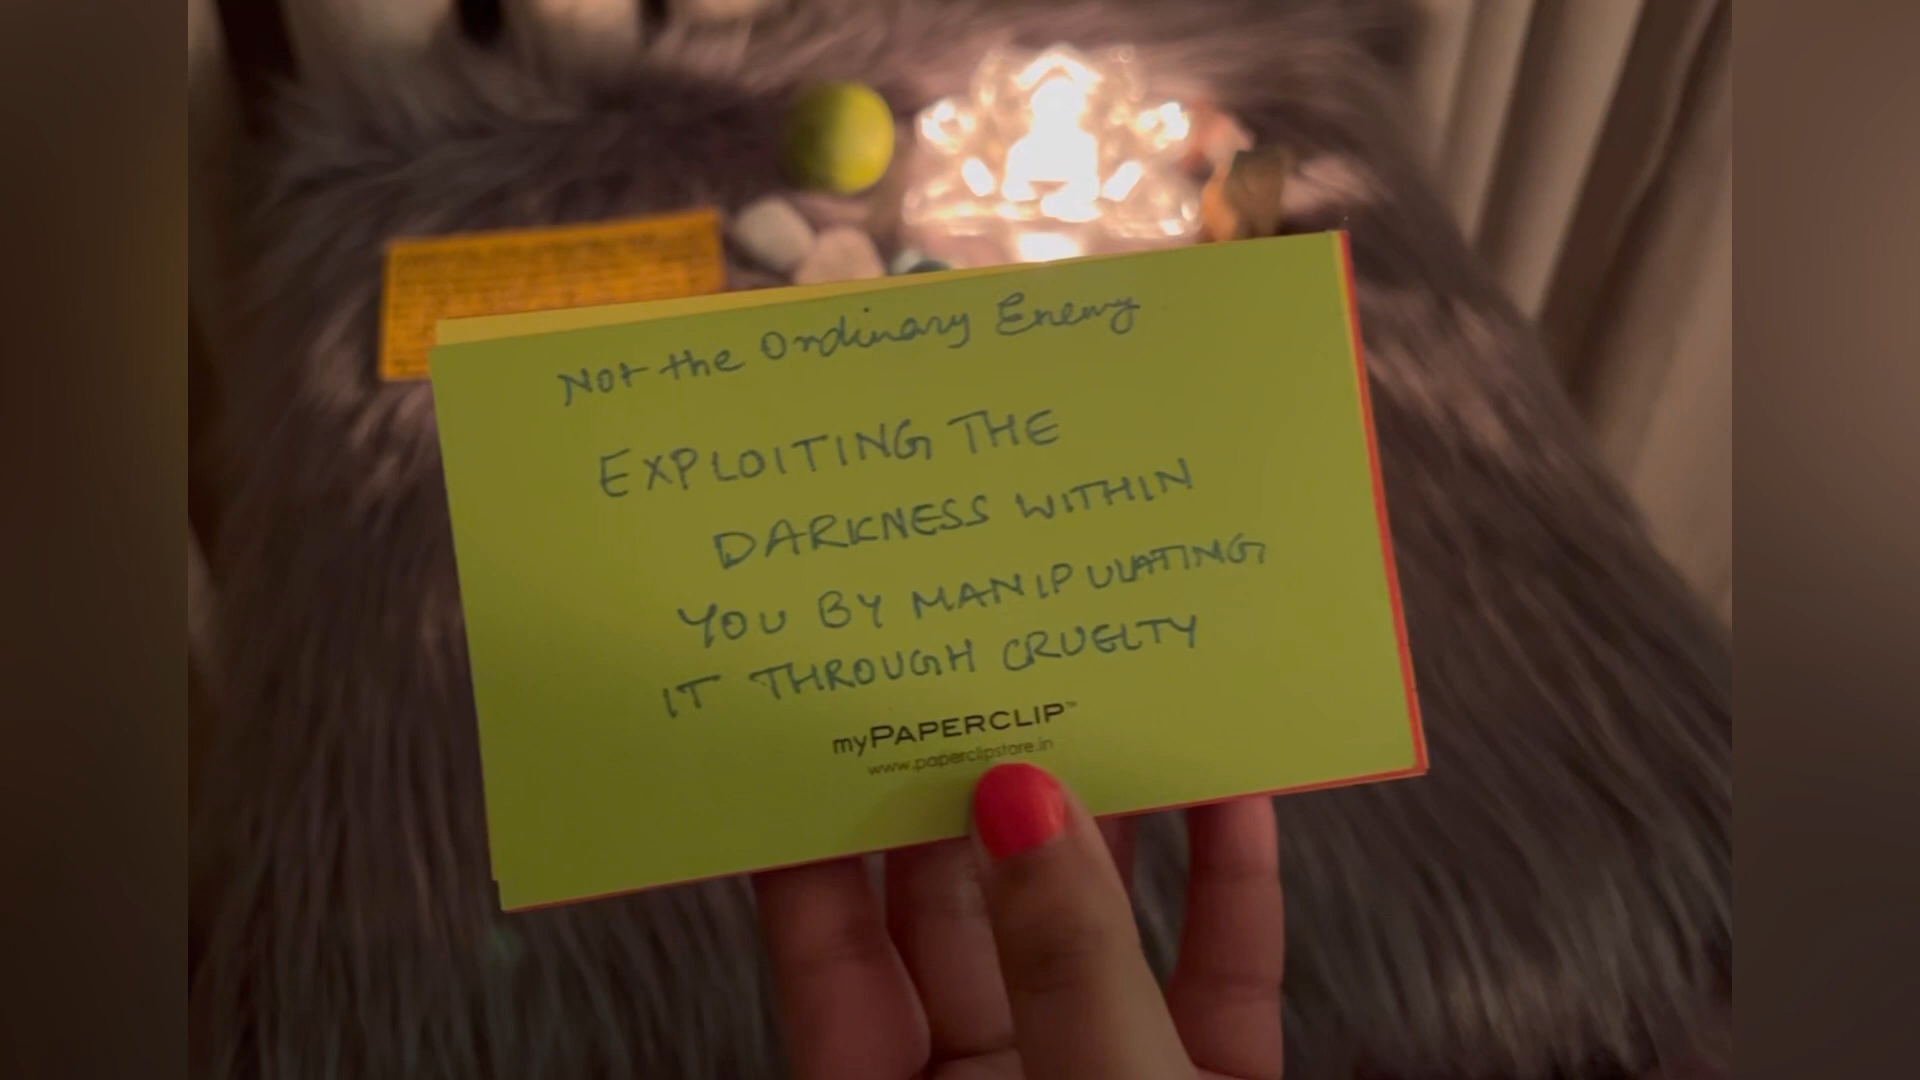 Not the Ordinary Enemy
EXPLOITING THE
DARKNESS WITHIN
YOU BY MANIPULATING
IT THROUGH CRUELTY
myPAPERCLIP™
www.paperclipstore.in